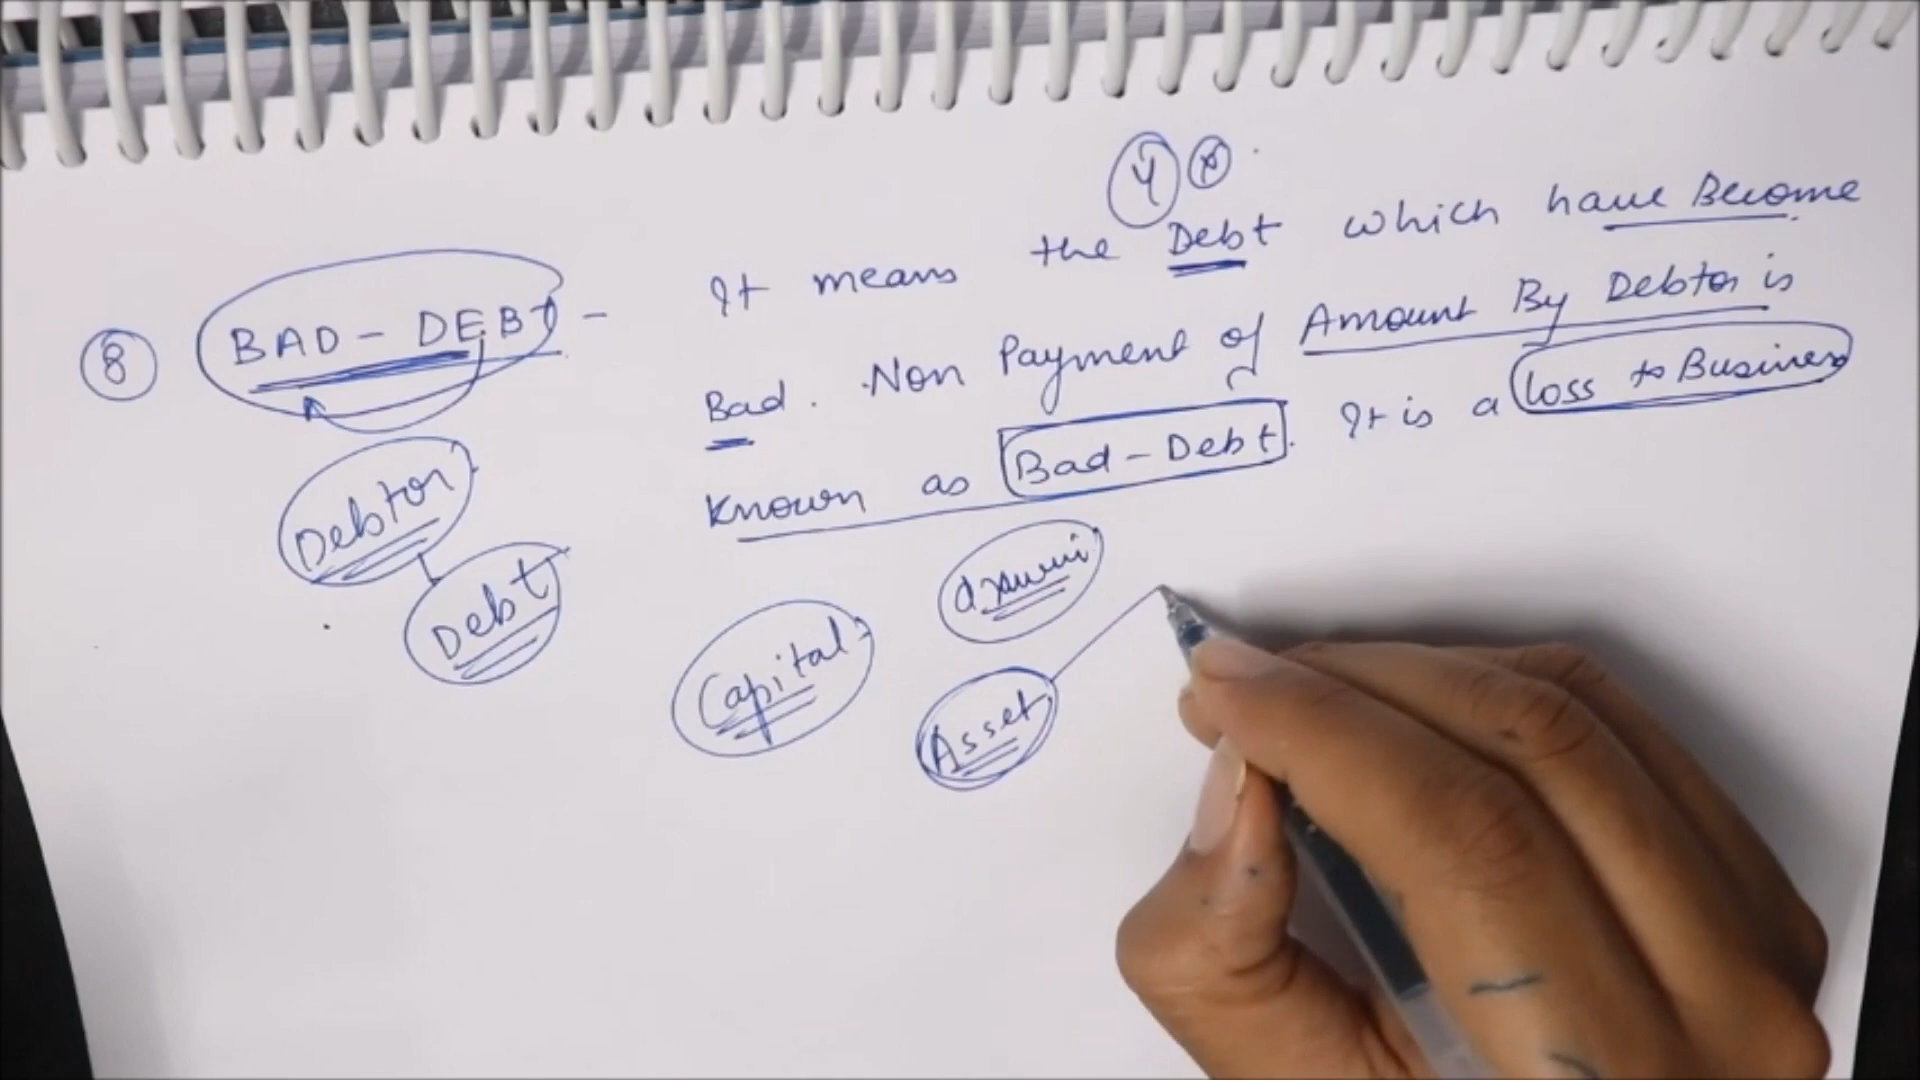 4
8 BAD - DEBT - It means the Debt which have Become
Bad. Non Payment of Amount By Debtor is
Known as Bad - Debt. It is a loss to Business
Debtor
Debt
Capital
Asset